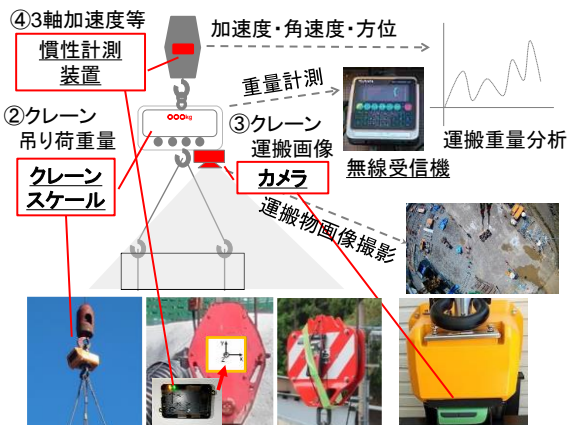 ④3軸加速度等
慣性計測
装置
加速度・角速度・方位
重量計測
②クレーン
吊り荷重量
クレーン
スケール
kg
③クレーン
運搬画像
カメラ
無線受信機
運搬重量分析
運搬物画像撮影
KUBOTA
Y
Z
X